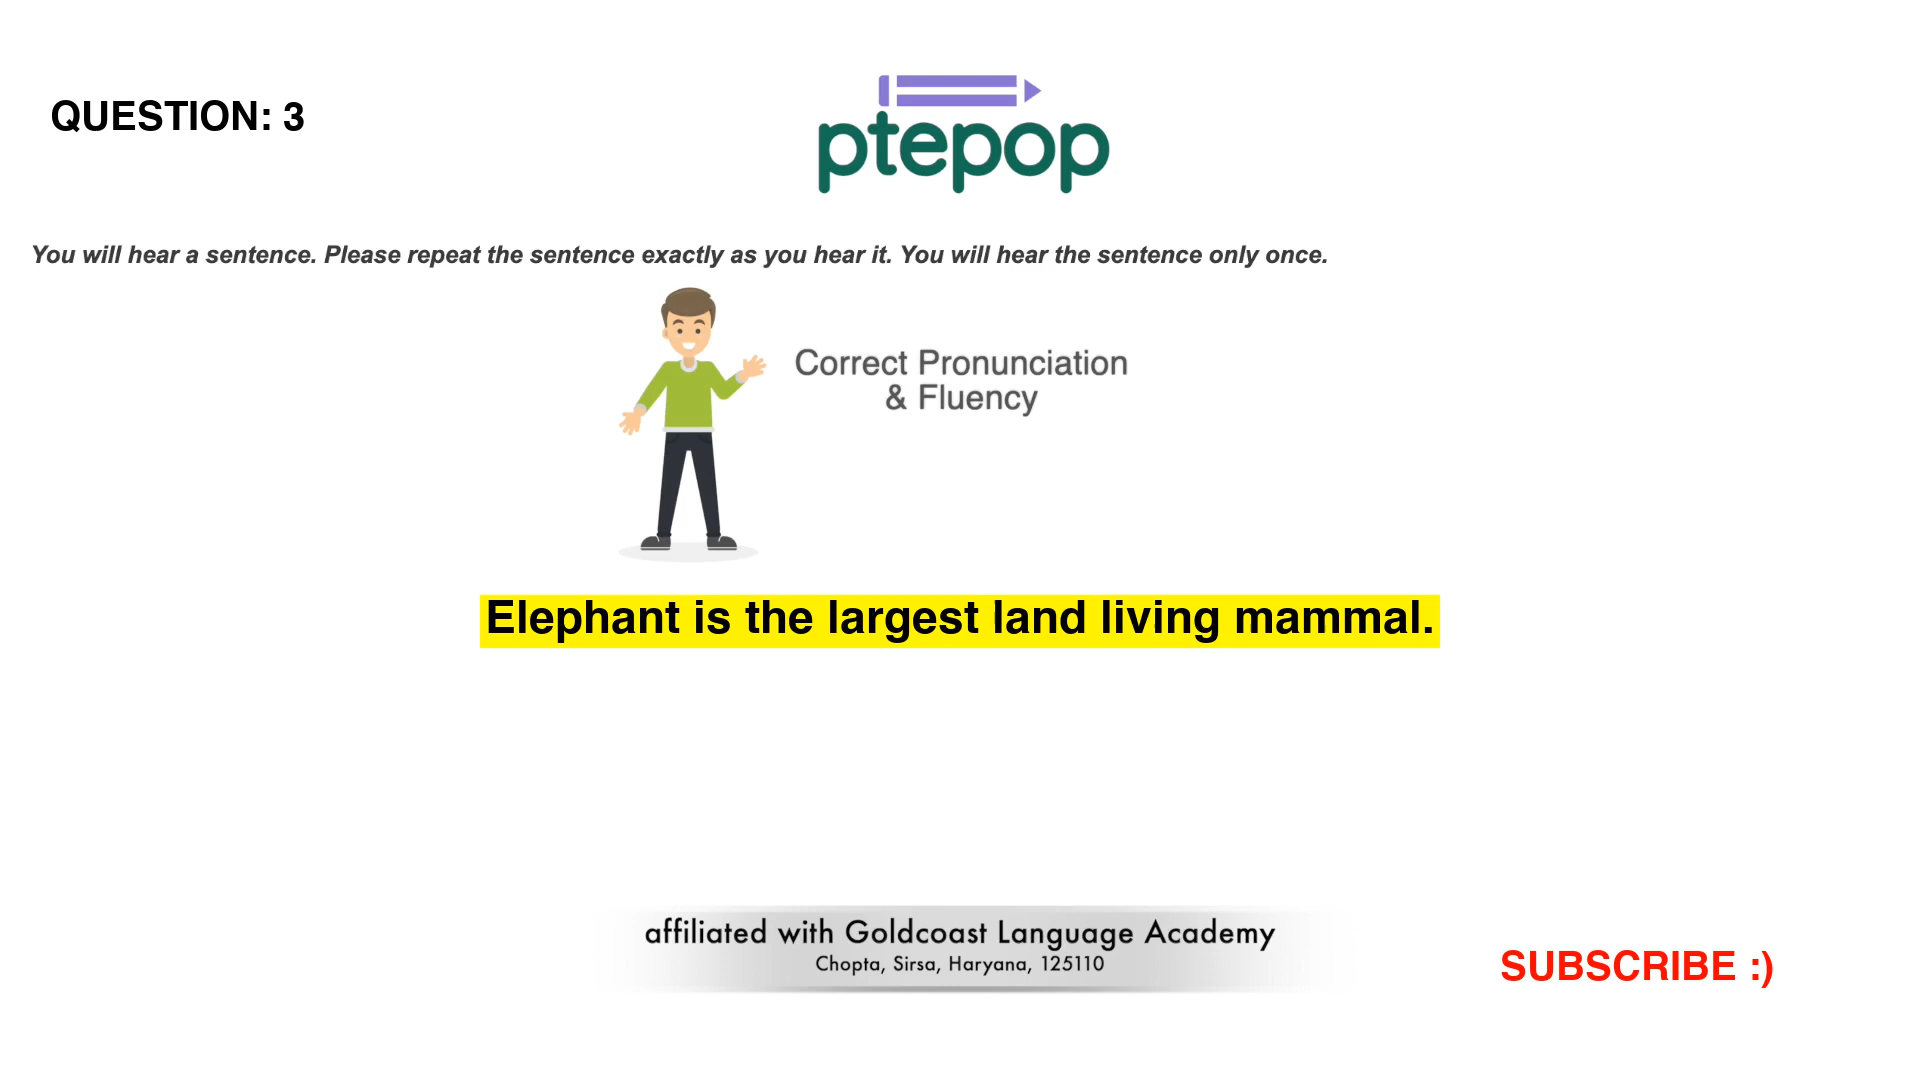 QUESTION: 3
ptepop
You will hear a sentence. Please repeat the sentence exactly as you hear it. You will hear the sentence only once.
Correct Pronunciation
& Fluency
Elephant is the largest land living mammal.
affiliated with Goldcoast Language Academy
Chopta, Sirsa, Haryana, 125110
SUBSCRIBE :)